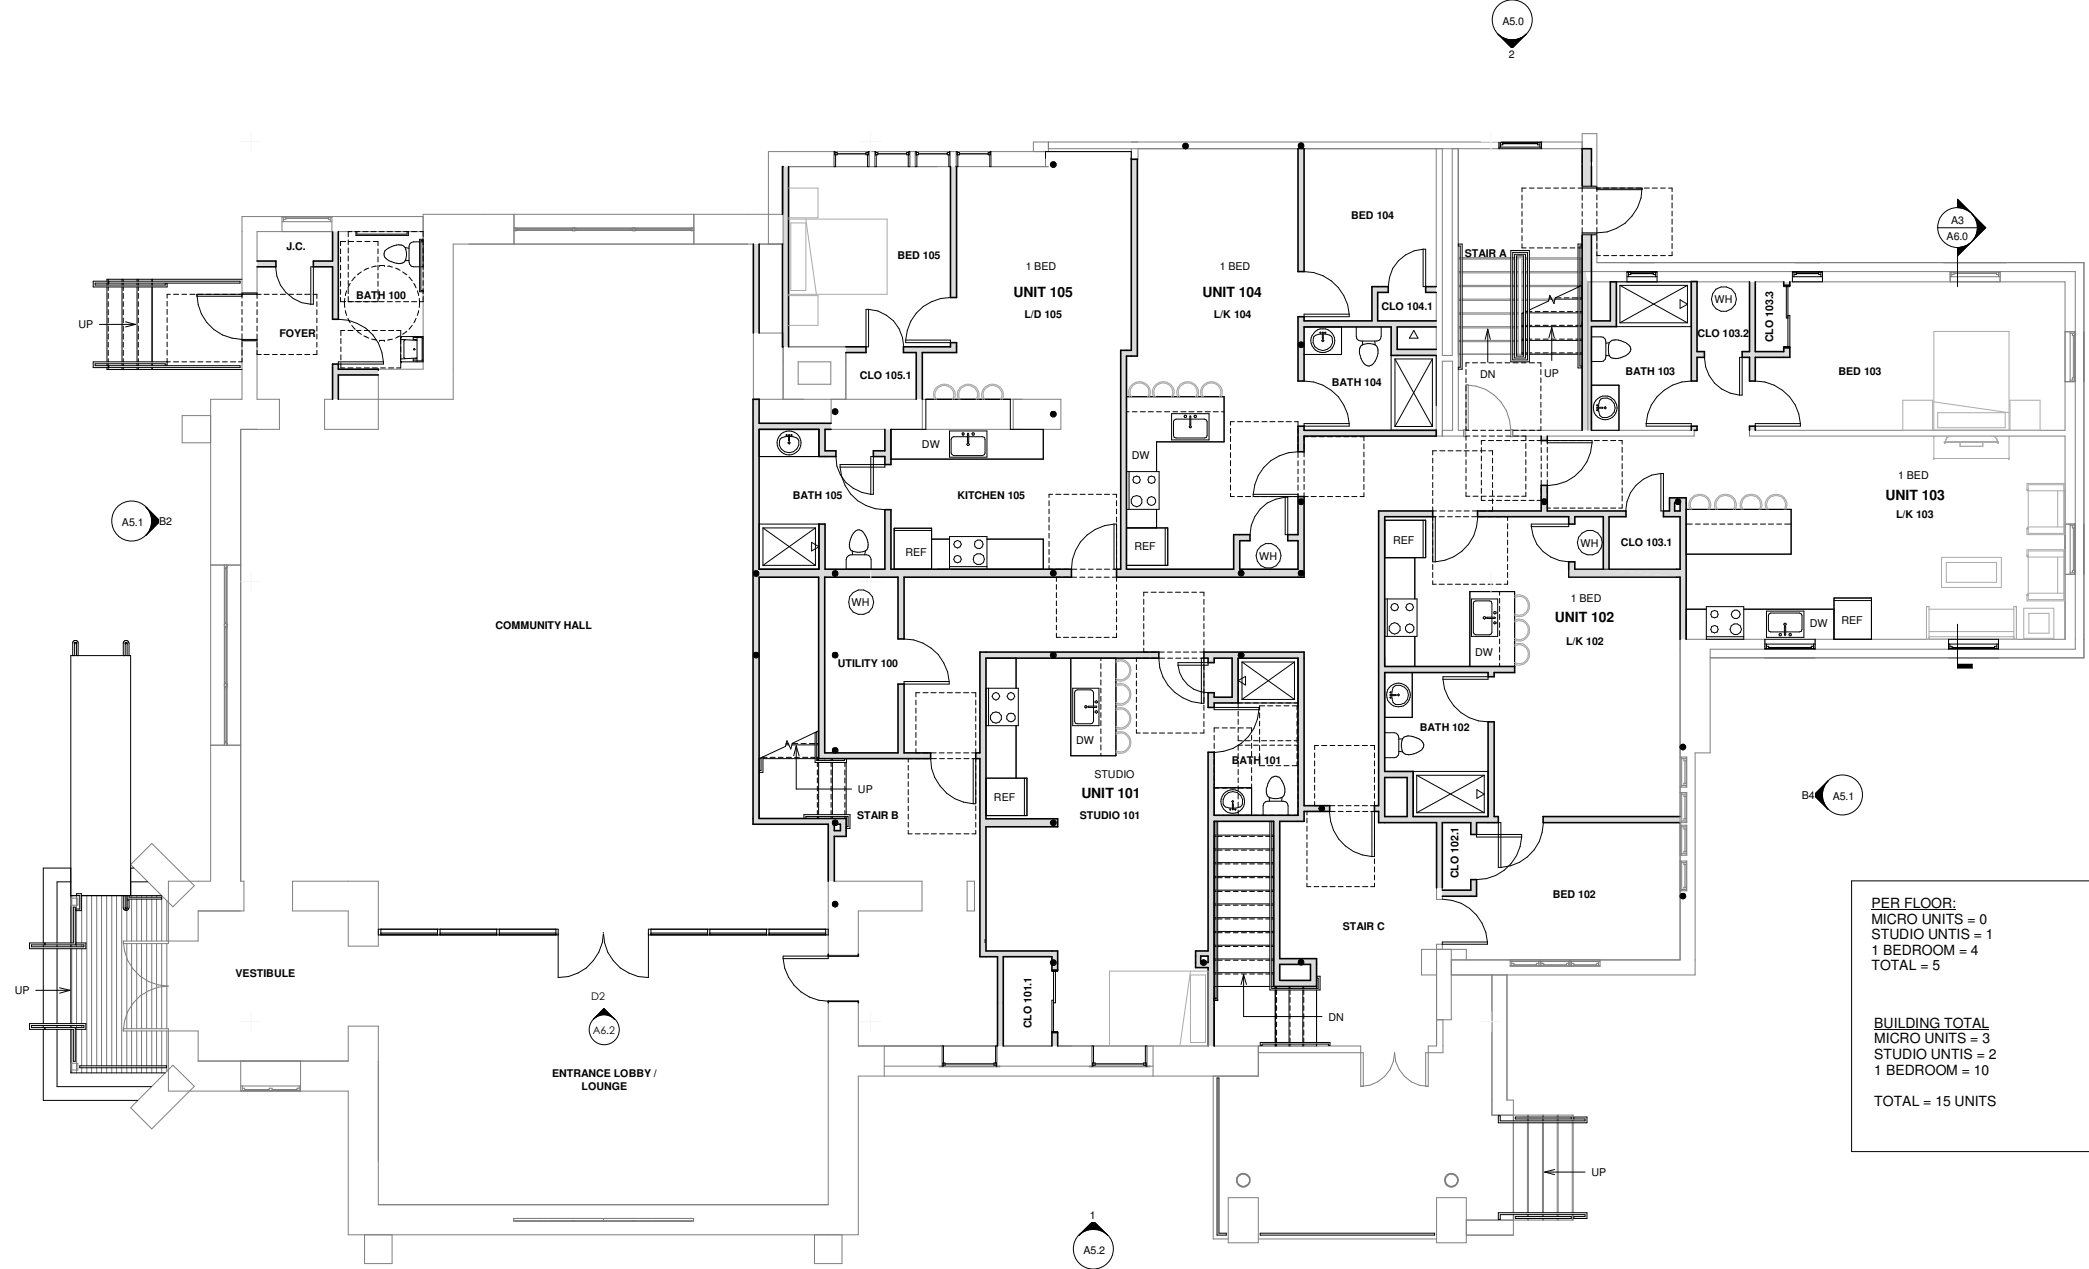 A5.0
2
J.C.
BATH 100
FOYER
UP
BED 105
1 BED
UNIT 105
L/D 105
CLO 105.1
1 BED
UNIT 104
L/K 104
BED 104
CLO 104.1
BATH 104
STAIR A
DN
UP
A3
A6.0
WH
CLO 103.2
CLO 103.3
BATH 103
BED 103
DW
BATH 105
KITCHEN 105
REF
DW
REF
WH
1 BED
UNIT 103
L/K 103
CLO 103.1
WH
REF
DW
REF
A5.1
B2
COMMUNITY HALL
WH
UTILITY 100
1 BED
UNIT 102
L/K 102
DW
BATH 102
DW
STUDIO
UNIT 101
STUDIO 101
REF
BATH 101
UP
STAIR B
B4
A5.1
CLO 102.1
BED 102
STAIR C
VESTIBULE
UP
D2
A6.2
CLO 101.1
DN
ENTRANCE LOBBY /
LOUNGE
UP
1
A5.2
PER FLOOR:
MICRO UNITS = 0
STUDIO UNTIS = 1
1 BEDROOM = 4
TOTAL = 5
BUILDING TOTAL
MICRO UNITS = 3
STUDIO UNTIS = 2
1 BEDROOM = 10
TOTAL = 15 UNITS